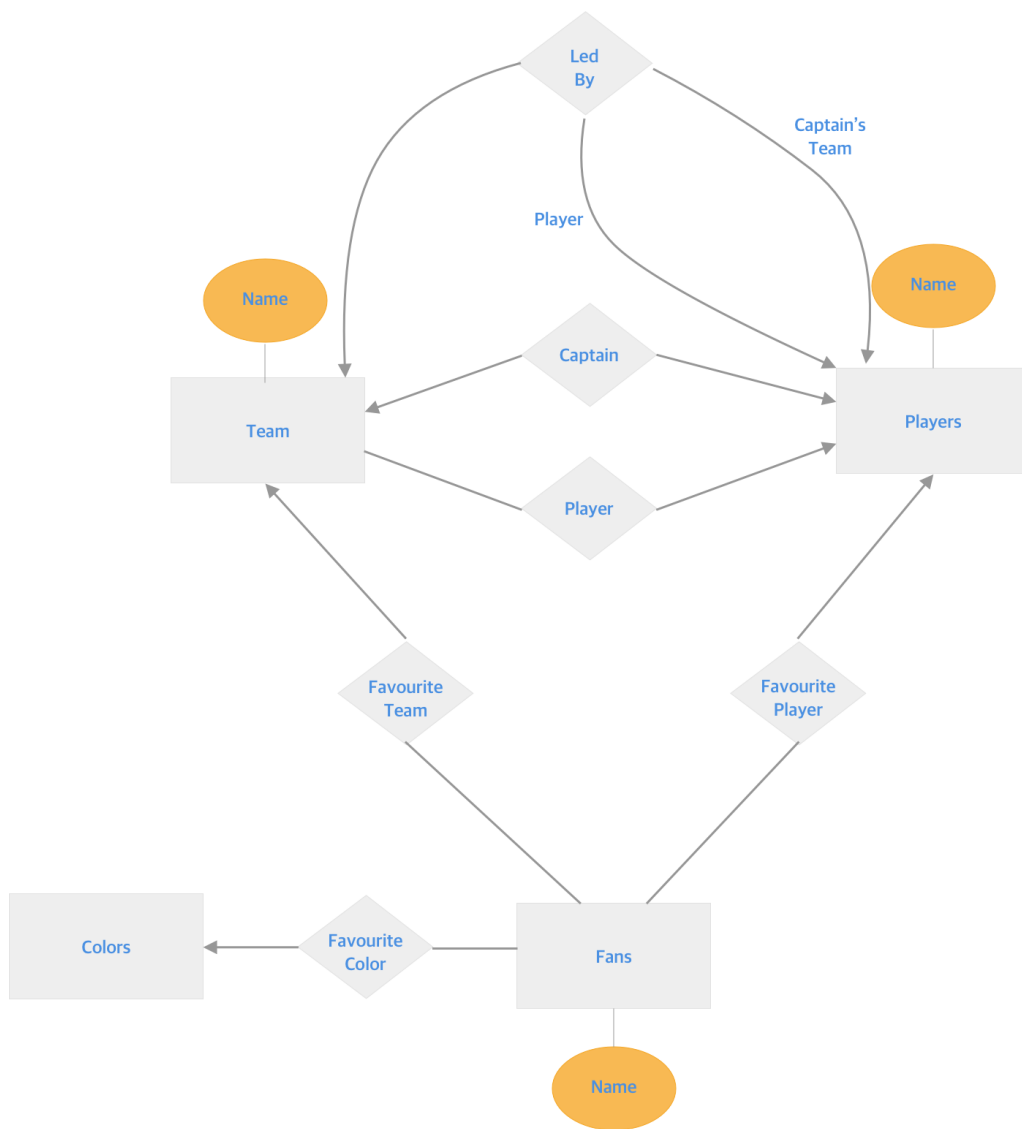 Led
By
Captain's
Team
Player
Name
Name
Captain
Team
Players
Player
Favourite
Team
Favourite
Player
Colors
Favourite
Color
Fans
Name